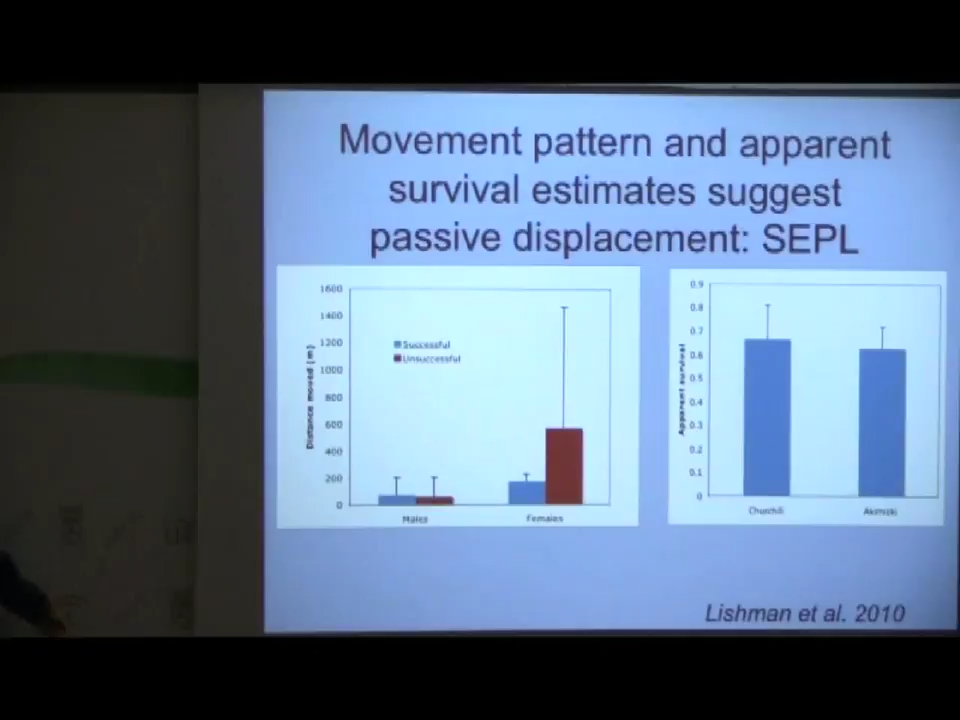 Movement pattern and apparent
survival estimates suggest
passive displacement: SEPL
1600
1400
1200
1000
800
600
400
200
0
Distance moved (m)
Successful
Unsuccessful
Males
Females
0.9
0.8
0.7
0.6
0.5
0.4
0.3
0.2
0.1
0
Apparent survival
Churchill
Akimiski
Lishman et al. 2010